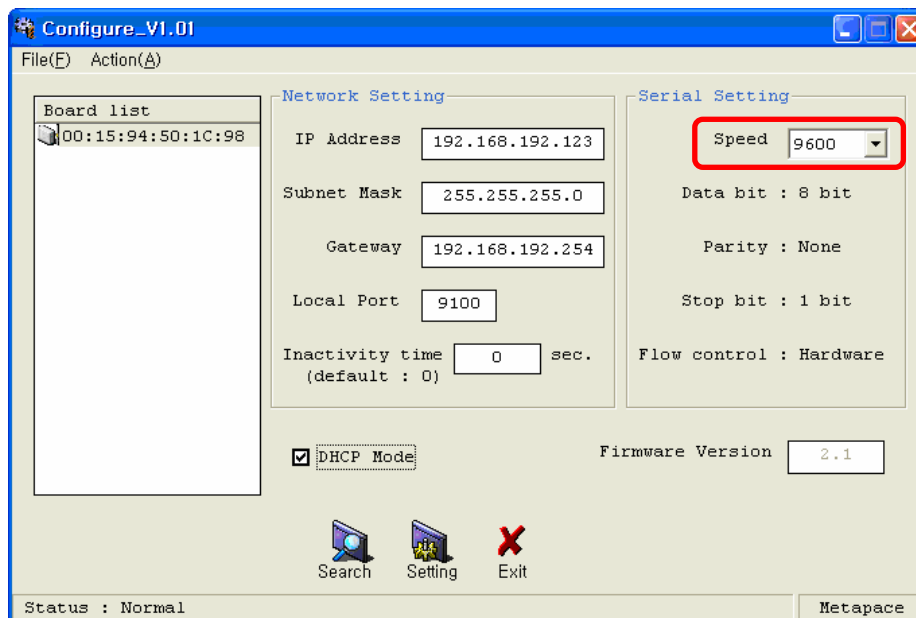 Configure_V1.01
File(F) Action(A)
Board list
00:15:94:50:1C:98
Network Setting
IP Address 192.168.192.123
Subnet Mask 255.255.255.0
Gateway 192.168.192.254
Local Port 9100
Inactivity time 0 sec.
(default : 0)
Serial Setting
Speed 9600
Data bit : 8 bit
Parity : None
Stop bit : 1 bit
Flow control : Hardware
DHCP Mode
Firmware Version 2.1
Search Setting Exit
Status : Normal Metapace